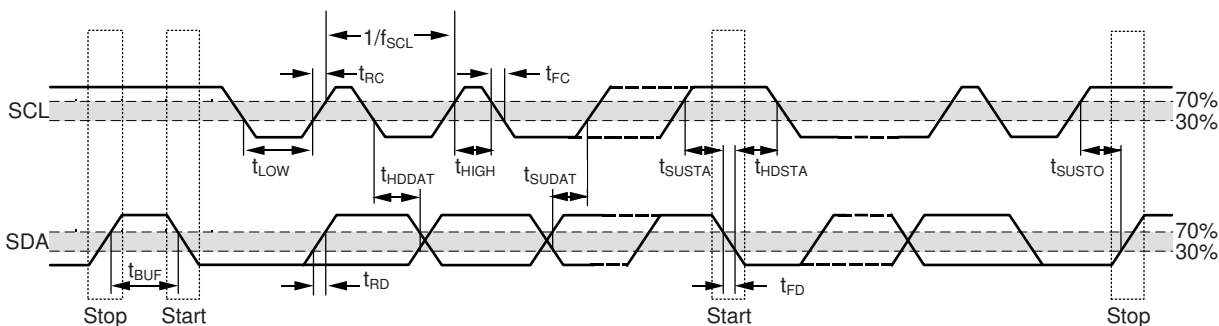 1/fSCL
tRC
tFC
SCL
70%
30%
tLOW
tHDDAT
tHIGH
tSUDAT
tSUSTA
tHDSTA
tSUSTO
SDA
70%
30%
tBUF
tRD
tFD
Stop
Start
Start
Stop